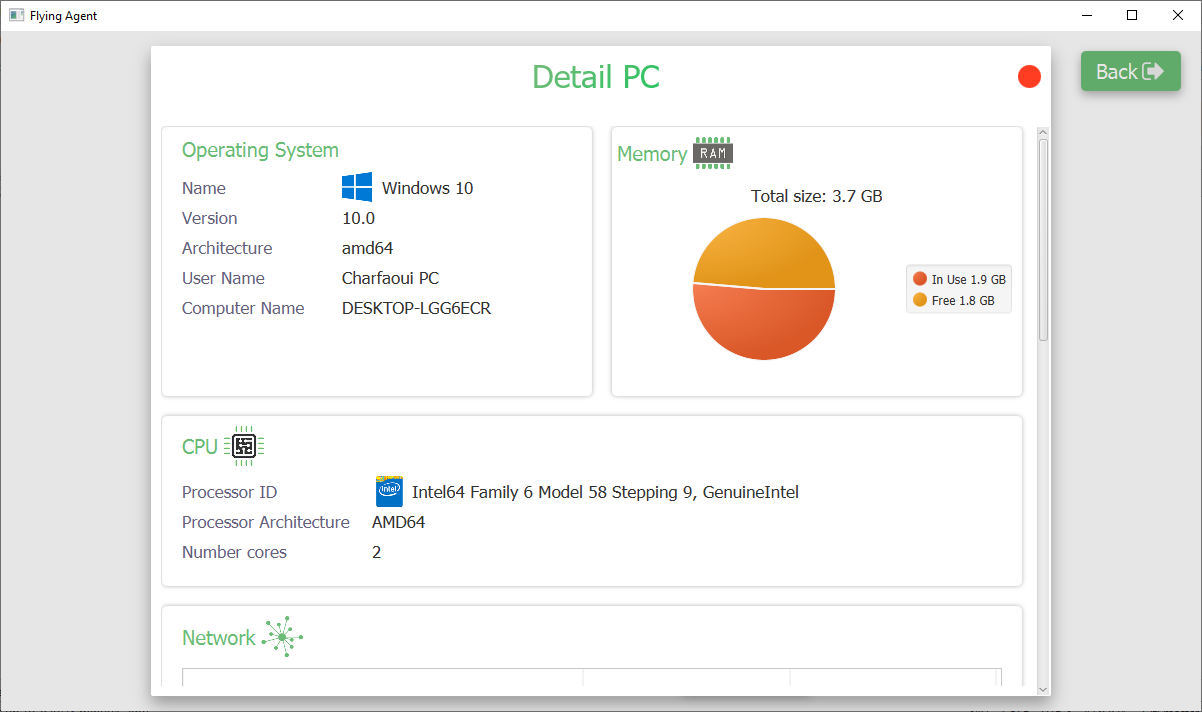 Flying Agent
Detail PC
Back
Operating System
Name Windows 10
Version 10.0
Architecture amd64
User Name Charfaoui PC
Computer Name DESKTOP-LGG6ECR
Memory RAM
Total size: 3.7 GB
In Use 1.9 GB
Free 1.8 GB
CPU
Processor ID intel Intel64 Family 6 Model 58 Stepping 9, GenuineIntel
Processor Architecture AMD64
Number cores 2
Network